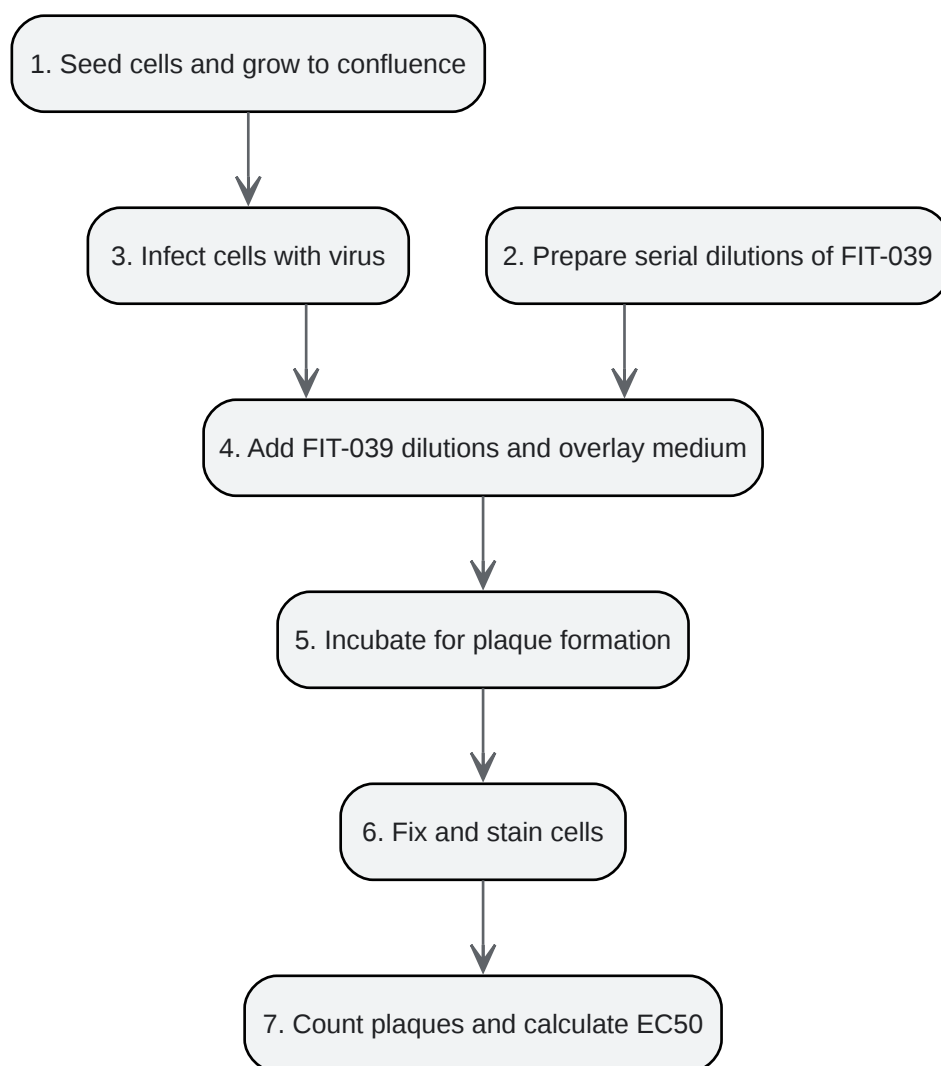 1. Seed cells and grow to confluence
3. Infect cells with virus
2. Prepare serial dilutions of FIT-039
4. Add FIT-039 dilutions and overlay medium
5. Incubate for plaque formation
6. Fix and stain cells
7. Count plaques and calculate EC50